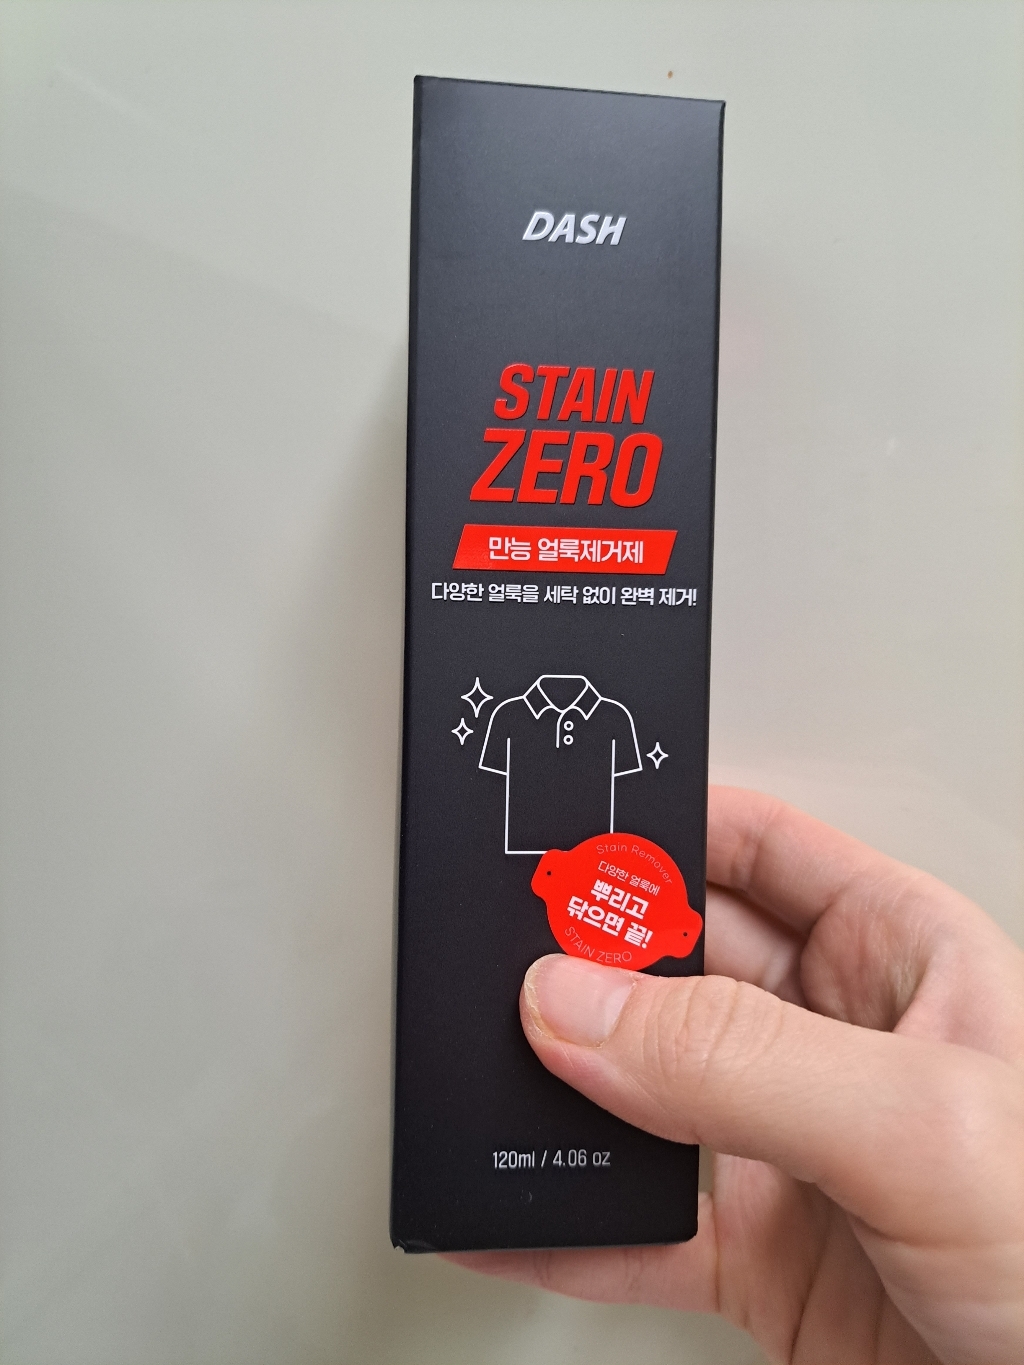 DASH
STAIN
ZERO
만능 얼룩제거제
다양한 얼룩을 세탁 없이 완벽 제거!
Stain Remover
다양한 얼룩에
뿌리고
닦으면 끝!
STAIN ZERO
120ml / 4.06 oz